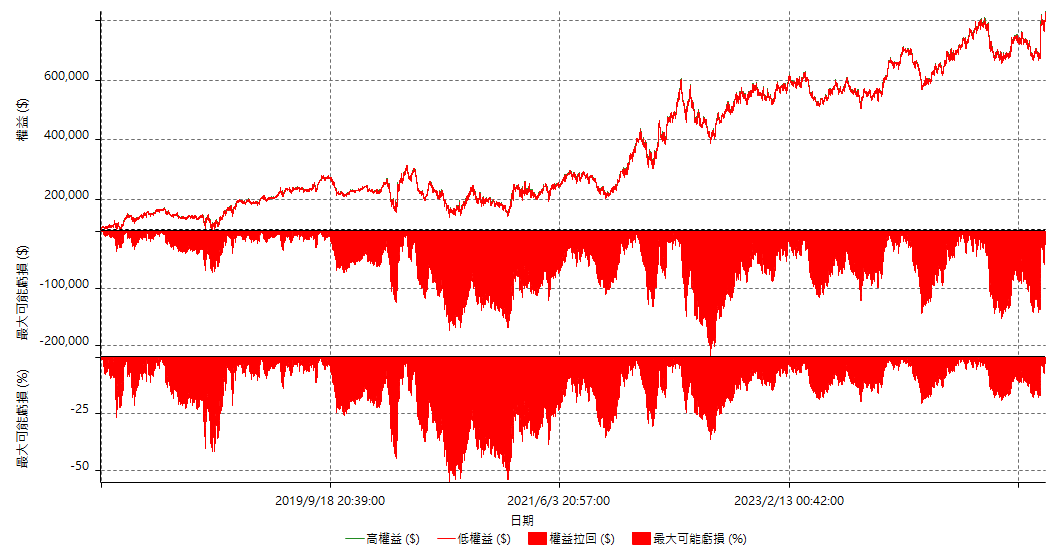 權益 ($)
600,000
400,000
200,000
最大可能虧損 ($)
-100,000
-200,000
最大可能虧損 (%)
-25
-50
2019/9/18 20:39:00 2021/6/3 20:57:00 2023/2/13 00:42:00
日期
高權益 ($) 低權益 ($) 權益拉回 ($) 最大可能虧損 (%)